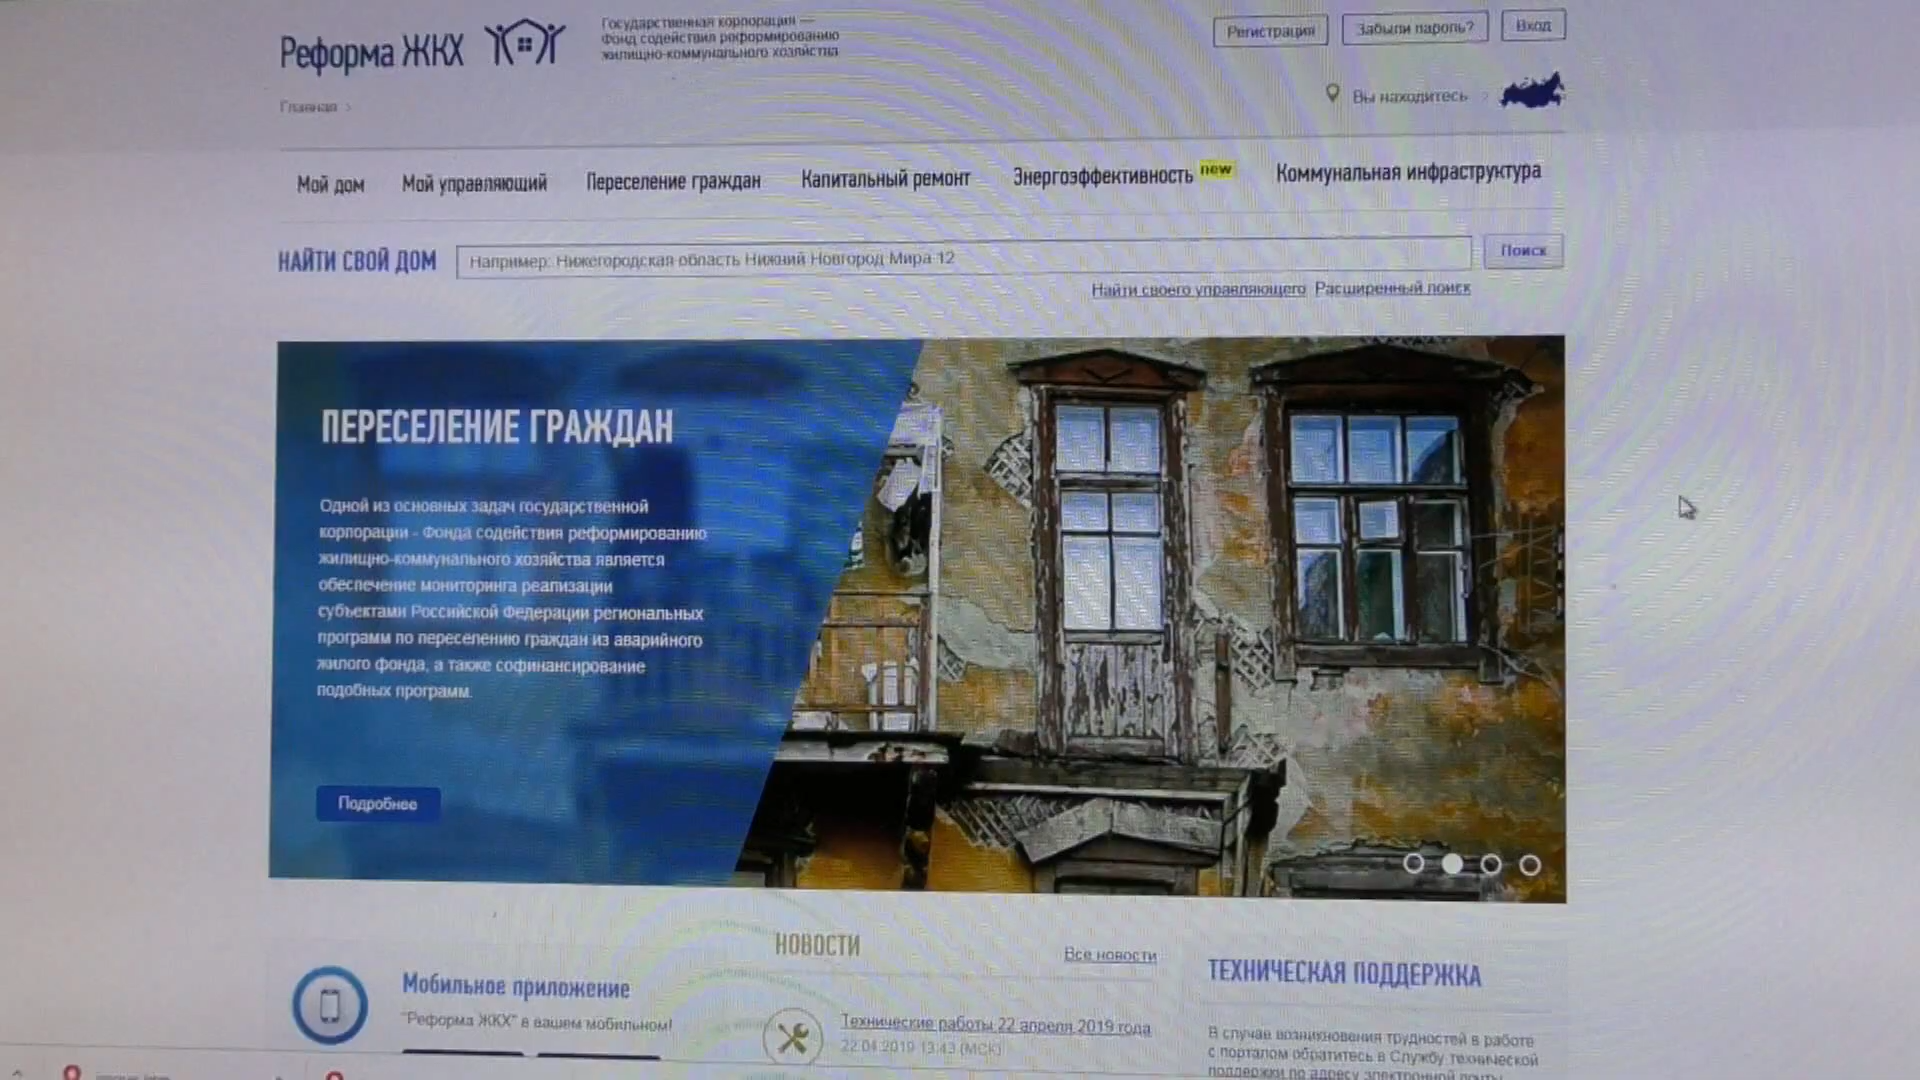 Реформа ЖКХ
Государственная корпорация —
Фонд содействия реформированию
жилищно-коммунального хозяйства
Регистрация
Забыли пароль?
Вход
Главная >
Вы находитесь >
Мой дом
Мой управляющий
Переселение граждан
Капитальный ремонт
Энергоэффективность new
Коммунальная инфраструктура
НАЙТИ СВОЙ ДОМ
Например: Нижегородская область Нижний Новгород Мира 12
Поиск
Найти своего управляющего
Расширенный поиск
ПЕРЕСЕЛЕНИЕ ГРАЖДАН
Одной из основных задач государственной
корпорации - Фонда содействия реформированию
жилищно-коммунального хозяйства является
обеспечение мониторинга реализации
субъектами Российской Федерации региональных
программ по переселению граждан из аварийного
жилого фонда, а также софинансирование
подобных программ.
Подробнее
Мобильное приложение
"Реформа ЖКХ" в вашем мобильном!
НОВОСТИ
Все новости
Технические работы 22 апреля 2019 года
22.04.2019 13:43 (МСК)
ТЕХНИЧЕСКАЯ ПОДДЕРЖКА
В случае возникновения трудностей в работе
с порталом обратитесь в Службу технической
поддержки по адресу электронной почты